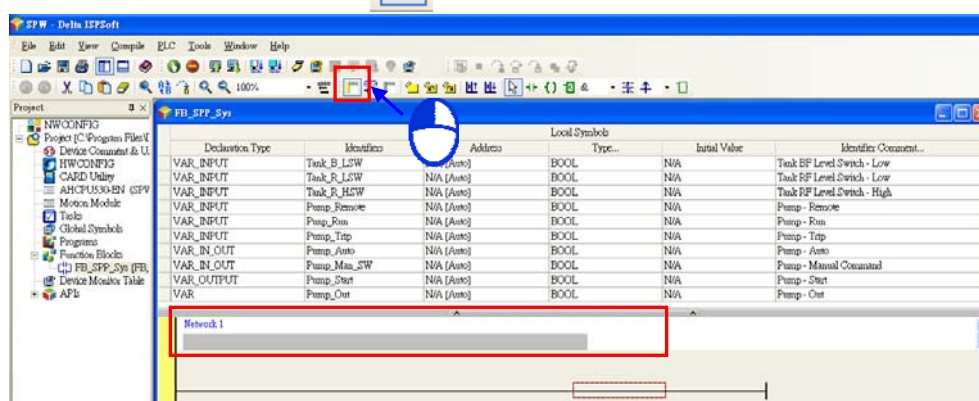 SPW - Delta ISPSoft
File Edit View Compile PLC Tools Window Help
100%
Project
FB_SPP_Sys
NWCONFIG
Project [C:\Program Files\
Device Comment & U.
HWCONFIG
CARD Utility
AHCPU530-EN (SPW
Motion Module
Tasks
Global Symbols
Programs
Function Blocks
FB_SPP_Sys [FB,
Device Monitor Table
APIs
Local Symbols
Declaration Type Identifiers Address Type... Initial Value Identifier Comment...
VAR_INPUT Tank_B_LSW [Auto] BOOL N/A Tank BF Level Switch - Low
VAR_INPUT Tank_R_LSW N/A [Auto] BOOL N/A Tank RF Level Switch - Low
VAR_INPUT Tank_R_HSW N/A [Auto] BOOL N/A Tank RF Level Switch - High
VAR_INPUT Pump_Remote N/A [Auto] BOOL N/A Pump - Remote
VAR_INPUT Pump_Run N/A [Auto] BOOL N/A Pump - Run
VAR_INPUT Pump_Trip N/A [Auto] BOOL N/A Pump - Trip
VAR_IN_OUT Pump_Auto N/A [Auto] BOOL N/A Pump - Auto
VAR_IN_OUT Pump_Man_SW N/A [Auto] BOOL N/A Pump - Manual Command
VAR_OUTPUT Pump_Start N/A [Auto] BOOL N/A Pump - Start
VAR Pump_Out N/A [Auto] BOOL N/A Pump - Out
Network 1